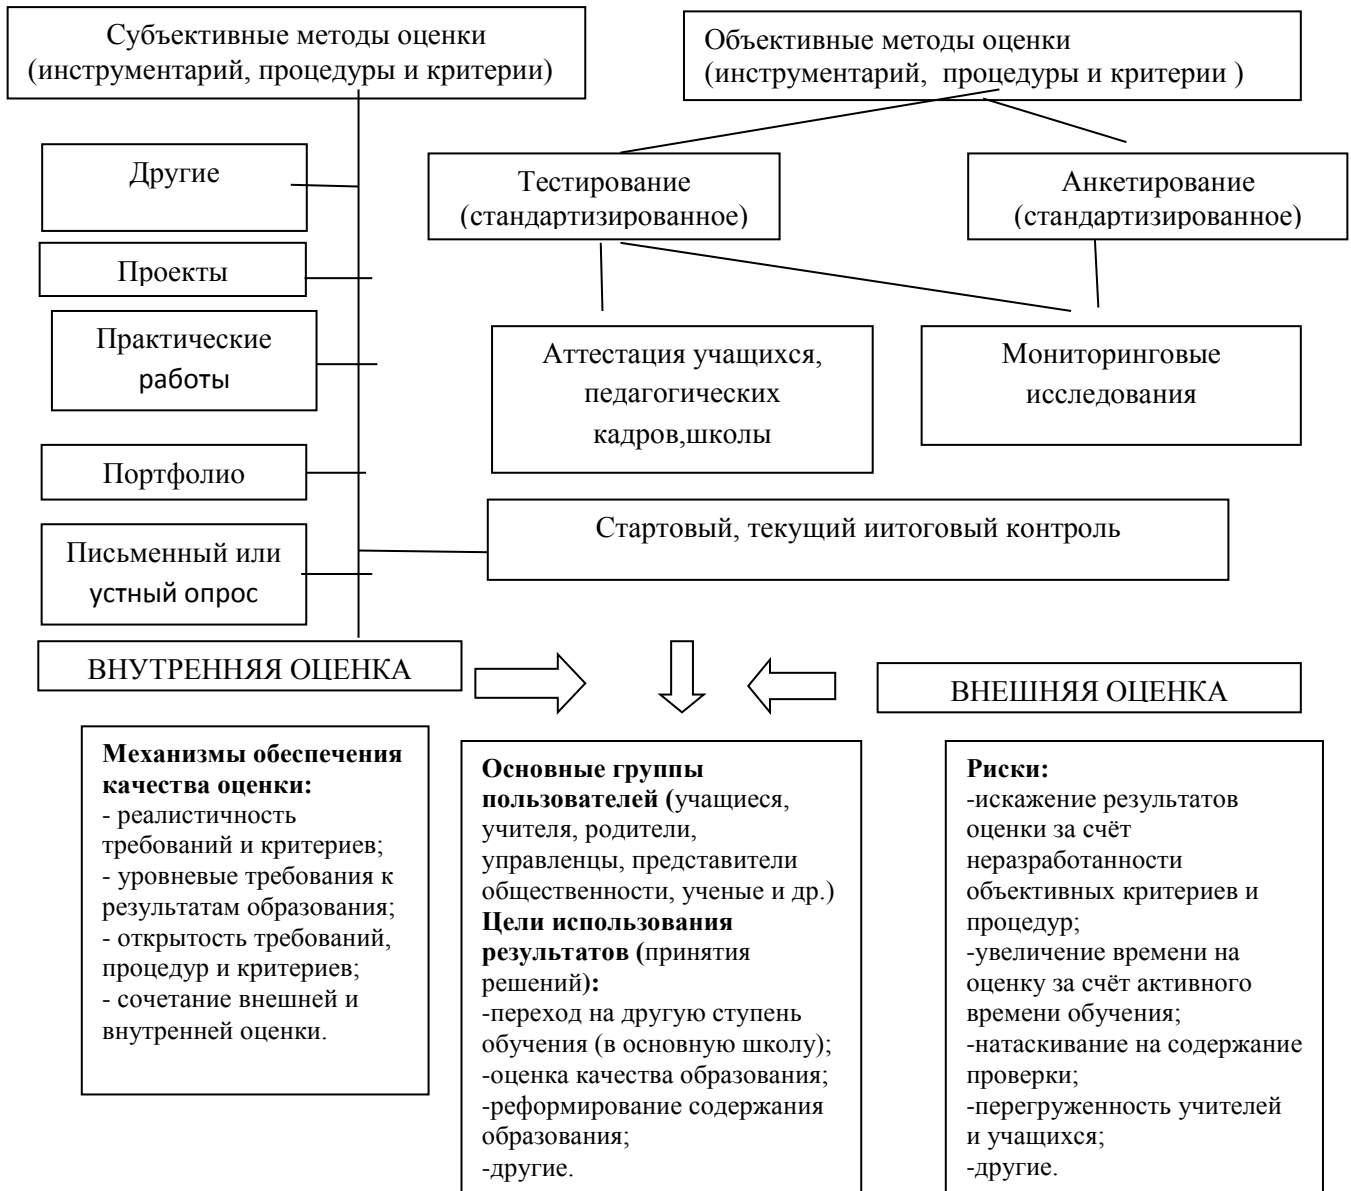 Субъективные методы оценки
(инструментарий, процедуры и критерии)
Объективные методы оценки
(инструментарий, процедуры и критерии )
Другие
Тестирование
(стандартизированное)
Анкетирование
(стандартизированное)
Проекты
Практические
работы
Аттестация учащихся,
педагогических
кадров,школы
Мониторинговые
исследования
Портфолио
Стартовый, текущий иитоговый контроль
Письменный или
устный опрос
ВНУТРЕННЯЯ ОЦЕНКА
ВНЕШНЯЯ ОЦЕНКА
Механизмы обеспечения
качества оценки:
- реалистичность
требований и критериев;
- уровневые требования к
результатам образования;
- открытость требований,
процедур и критериев;
- сочетание внешней и
внутренней оценки.
Основные группы
пользователей (учащиеся,
учителя, родители,
управленцы, представители
общественности, ученые и др.)
Цели использования
результатов (принятия
решений):
-переход на другую ступень
обучения (в основную школу);
-оценка качества образования;
-реформирование содержания
образования;
-другие.
Риски:
-искажение результатов
оценки за счёт
неразработанности
объективных критериев и
процедур;
-увеличение времени на
оценку за счёт активного
времени обучения;
-натаскивание на содержание
проверки;
-перегруженность учителей
и учащихся;
-другие.